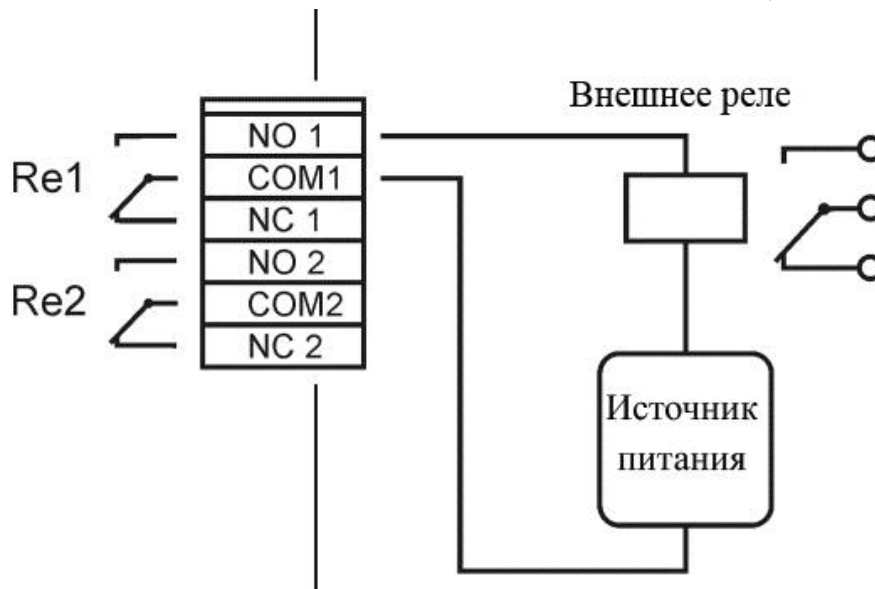 Внешнее реле
NO 1
Re1
COM1
NC 1
NO 2
Re2
COM2
NC 2
Источник
питания